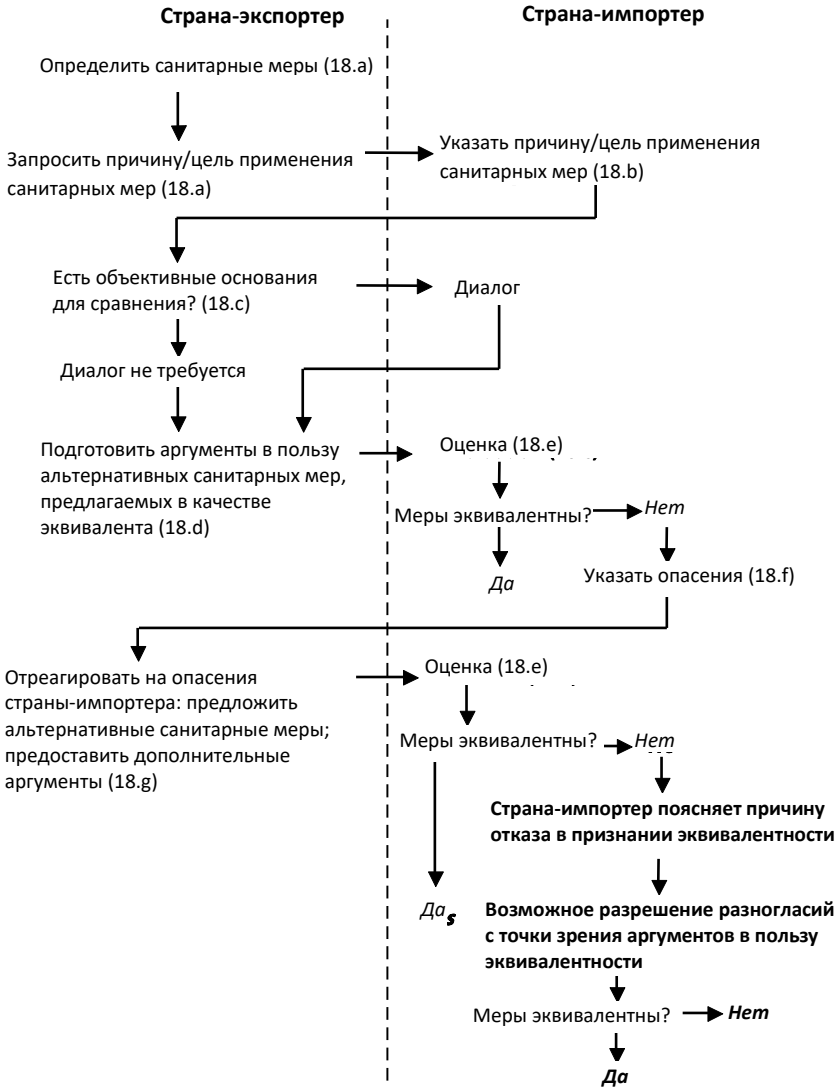 Страна-экспортер
Страна-импортер
Определить санитарные меры (18.a)
Запросить причину/цель применения
санитарных мер (18.a)
Указать причину/цель применения
санитарных мер (18.b)
Есть объективные основания
для сравнения? (18.c)
Диалог
Диалог не требуется
Подготовить аргументы в пользу
альтернативных санитарных мер,
предлагаемых в качестве
эквивалента (18.d)
Оценка (18.e)
Меры эквивалентны?
Нет
Да
Указать опасения (18.f)
Отреагировать на опасения
страны-импортера: предложить
альтернативные санитарные меры;
предоставить дополнительные
аргументы (18.g)
Оценка (18.e)
Меры эквивалентны?
Нет
Страна-импортер поясняет причину
отказа в признании эквивалентности
Да
s
Возможное разрешение разногласий
с точки зрения аргументов в пользу
эквивалентности
Меры эквивалентны?
Нет
Да